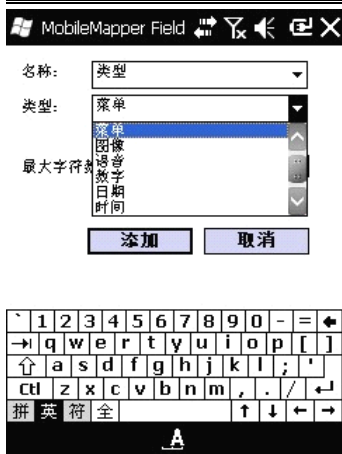 MobileMapper Field
名称: 类型
类型: 菜单
菜单
图像
最大字符数 语音
数字
日期
时间
添加 取消
` 1 2 3 4 5 6 7 8 9 0 - =
q w e r t y u i o p [ ]
a s d f g h j k l ; '
Ctl z x c v b n m , . /
拼 英 符 全
A